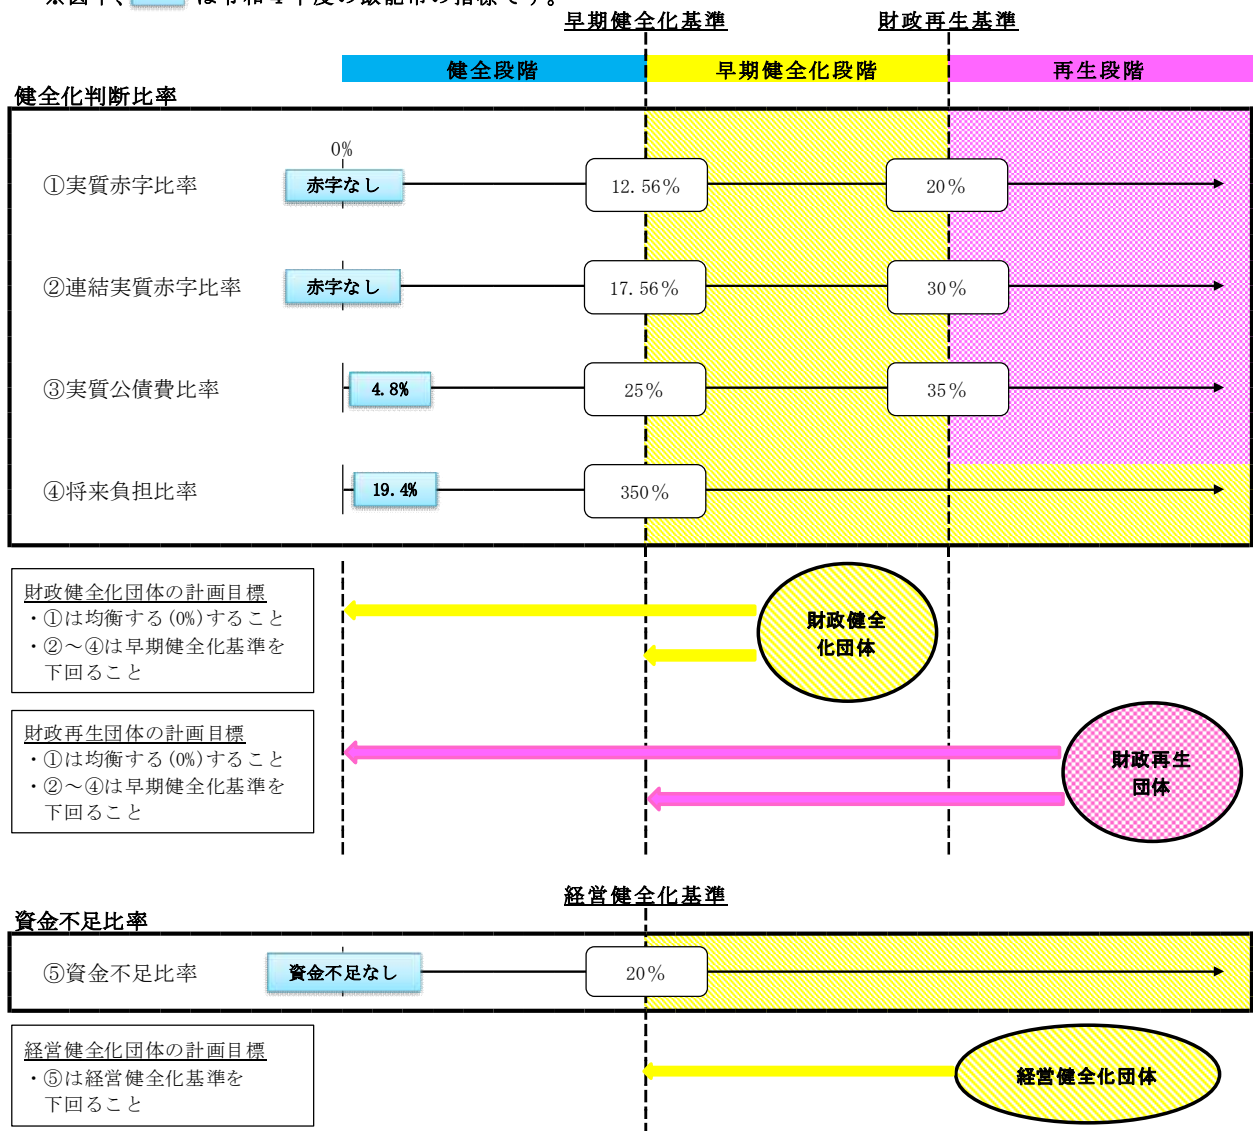 早期健全化基準　財政再生基準
健全段階　早期健全化段階　再生段階
健全化判断比率
0%
①実質赤字比率　赤字なし　12.56%　20%
②連結実質赤字比率　赤字なし　17.56%　30%
③実質公債費比率　4.8%　25%　35%
④将来負担比率　19.4%　350%
財政健全化団体の計画目標
・①は均衡する(0%)すること
・②～④は早期健全化基準を
下回ること
財政健全
化団体
財政再生団体の計画目標
・①は均衡する(0%)すること
・②～④は早期健全化基準を
下回ること
財政再生
団体
経営健全化基準
資金不足比率
⑤資金不足比率　資金不足なし　20%
経営健全化団体の計画目標
・⑤は経営健全化基準を
下回ること
経営健全化団体